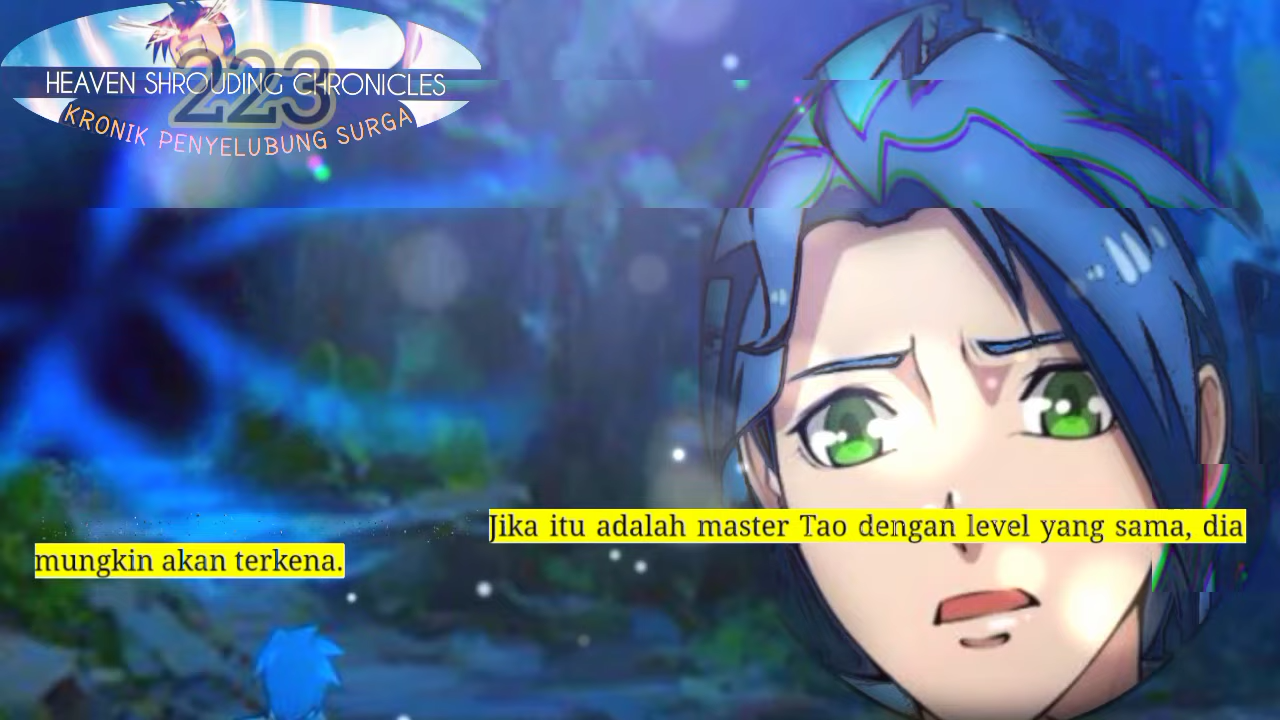 223
HEAVEN SHROUDING CHRONICLES
KRONIK PENYELUBUNG SURGA
Jika itu adalah master Tao dengan level yang sama, dia
mungkin akan terkena.